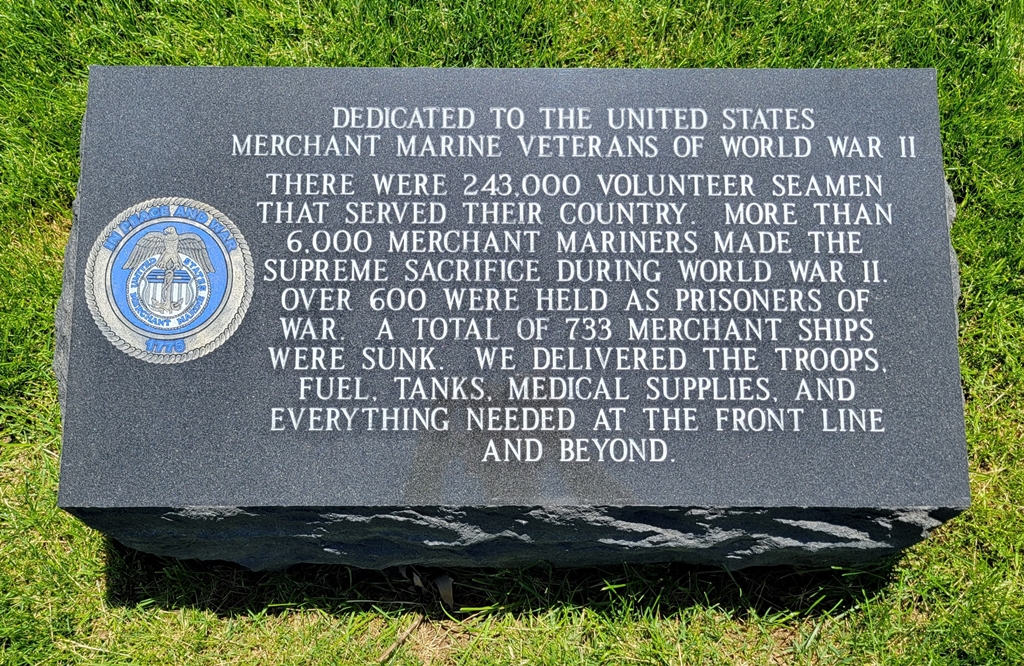 DEDICATED TO THE UNITED STATES
MERCHANT MARINE VETERANS OF WORLD WAR II
THERE WERE 243,000 VOLUNTEER SEAMEN
THAT SERVED THEIR COUNTRY. MORE THAN
6,000 MERCHANT MARINERS MADE THE
SUPREME SACRIFICE DURING WORLD WAR II.
OVER 600 WERE HELD AS PRISONERS OF
WAR. A TOTAL OF 733 MERCHANT SHIPS
WERE SUNK. WE DELIVERED THE TROOPS,
FUEL, TANKS, MEDICAL SUPPLIES, AND
EVERYTHING NEEDED AT THE FRONT LINE
AND BEYOND.
IN PEACE AND WAR
UNITED STATES
MERCHANT MARINE
1775